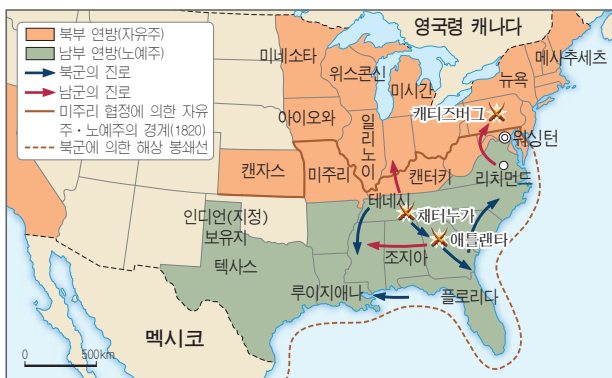 영국령 캐나다
북부 연방(자유주)
남부 연방(노예주)
북군의 진로
남군의 진로
미주리 협정에 의한 자유
주·노예주의 경계(1820)
북군에 의한 해상 봉쇄선
미네소타
위스콘신
미시간
뉴욕
메사추세츠
아이오와
일리노이
캐티즈버그
워싱턴
캔자스
미주리
캔터키
리치먼드
테네시
채터누가
인디언(지정)
보유지
애틀랜타
텍사스
조지아
루이지애나
플로리다
멕시코
0 500km